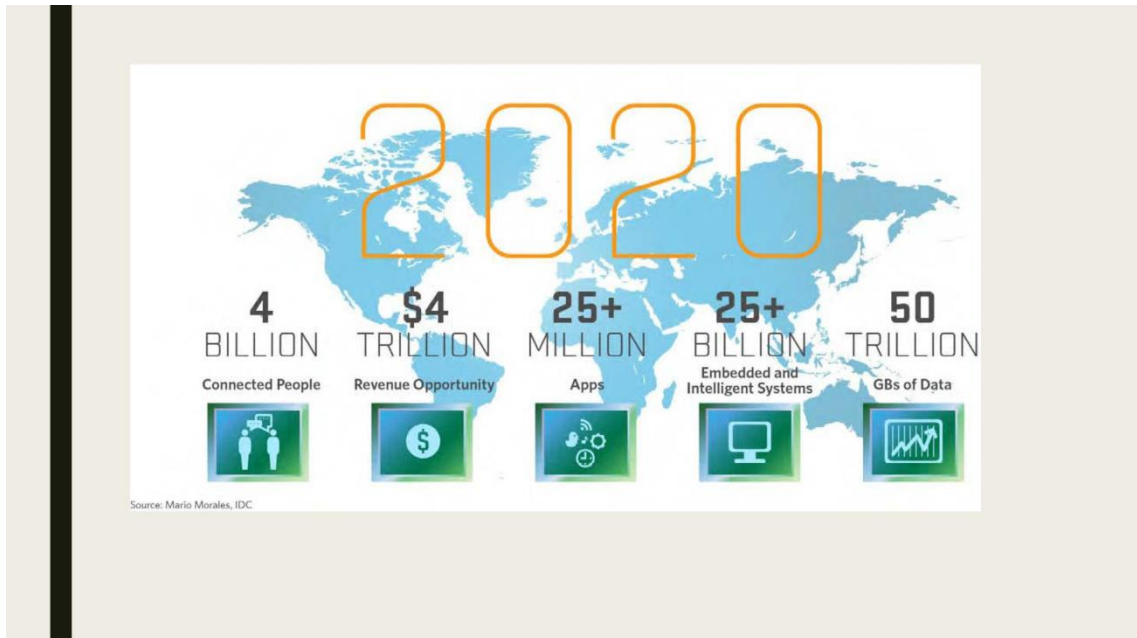 2020
4
BILLION
Connected People
$4
TRILLION
Revenue Opportunity
25+
MILLION
Apps
25+
BILLION
Embedded and
Intelligent Systems
50
TRILLION
GBs of Data
$
Source: Mario Morales, IDC